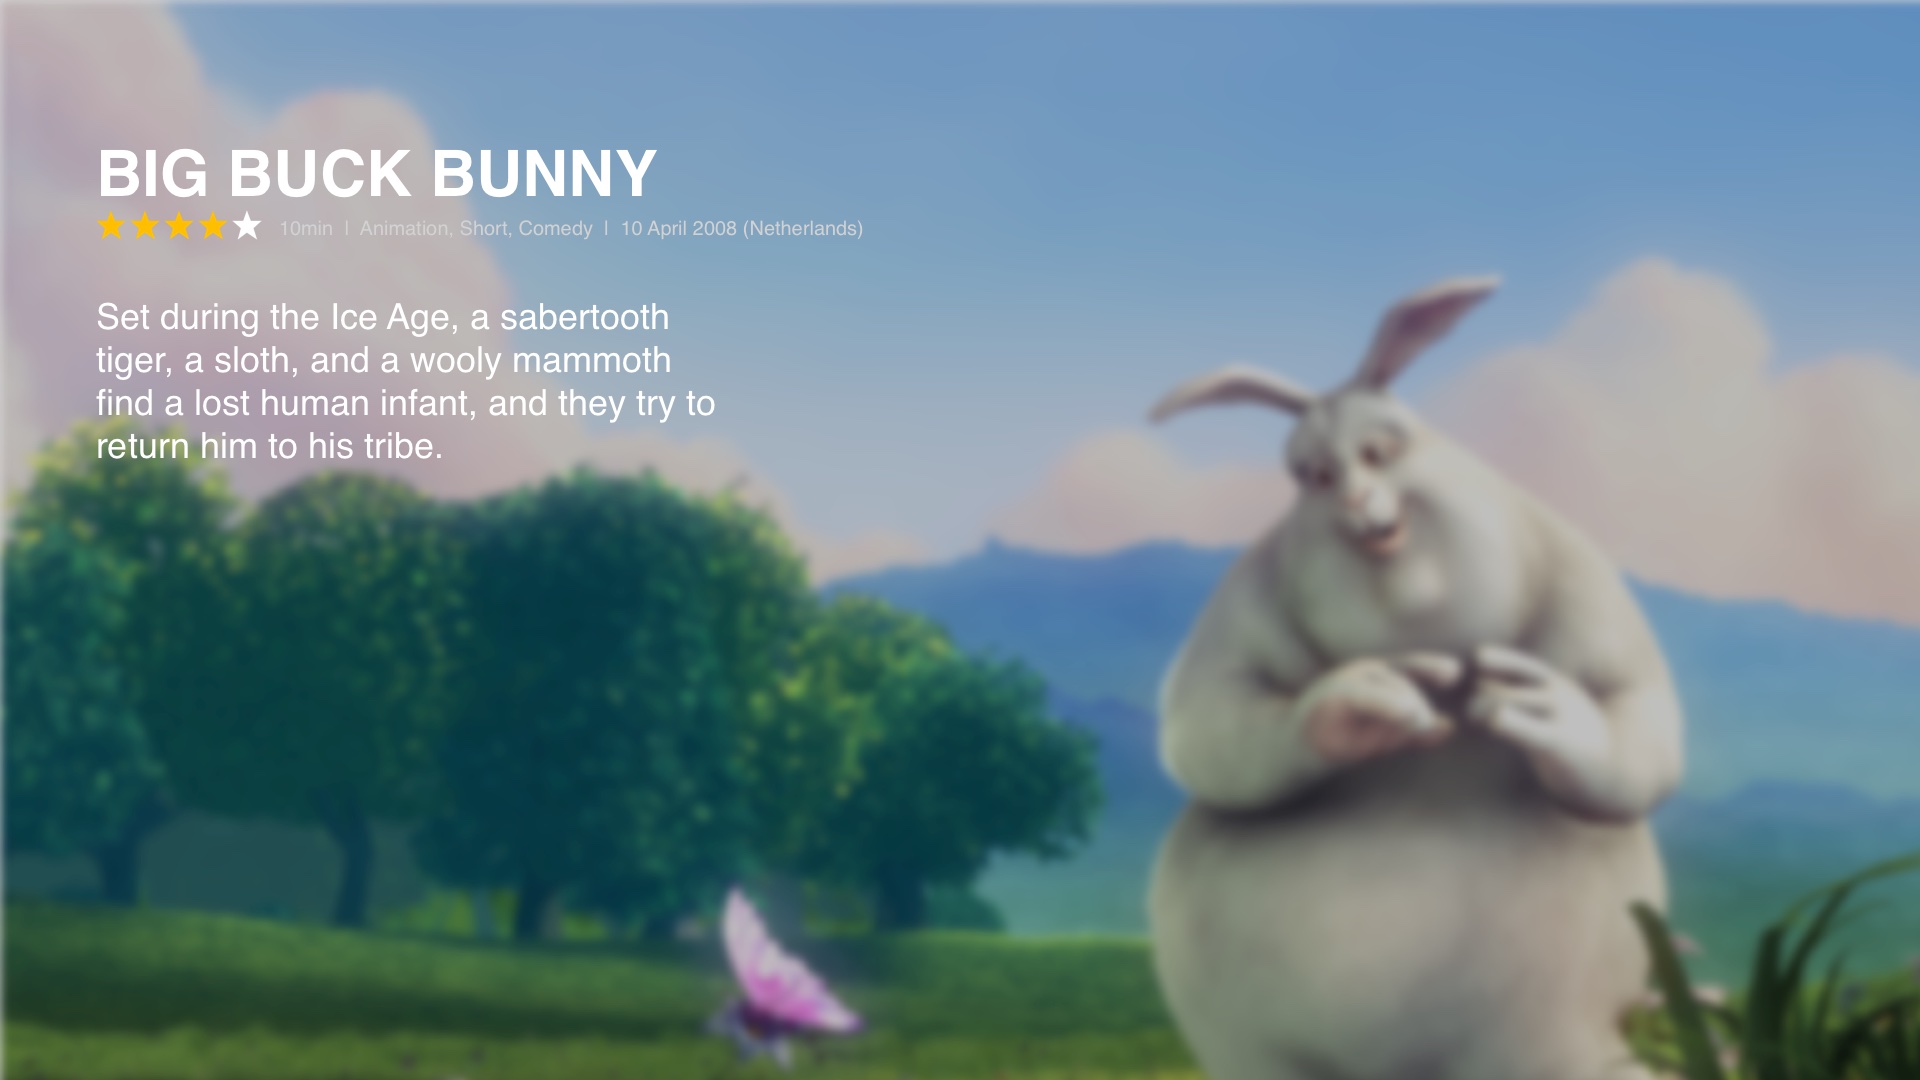 BIG BUCK BUNNY
10min | Animation, Short, Comedy | 10 April 2008 (Netherlands)
Set during the Ice Age, a sabertooth
tiger, a sloth, and a wooly mammoth
find a lost human infant, and they try to
return him to his tribe.